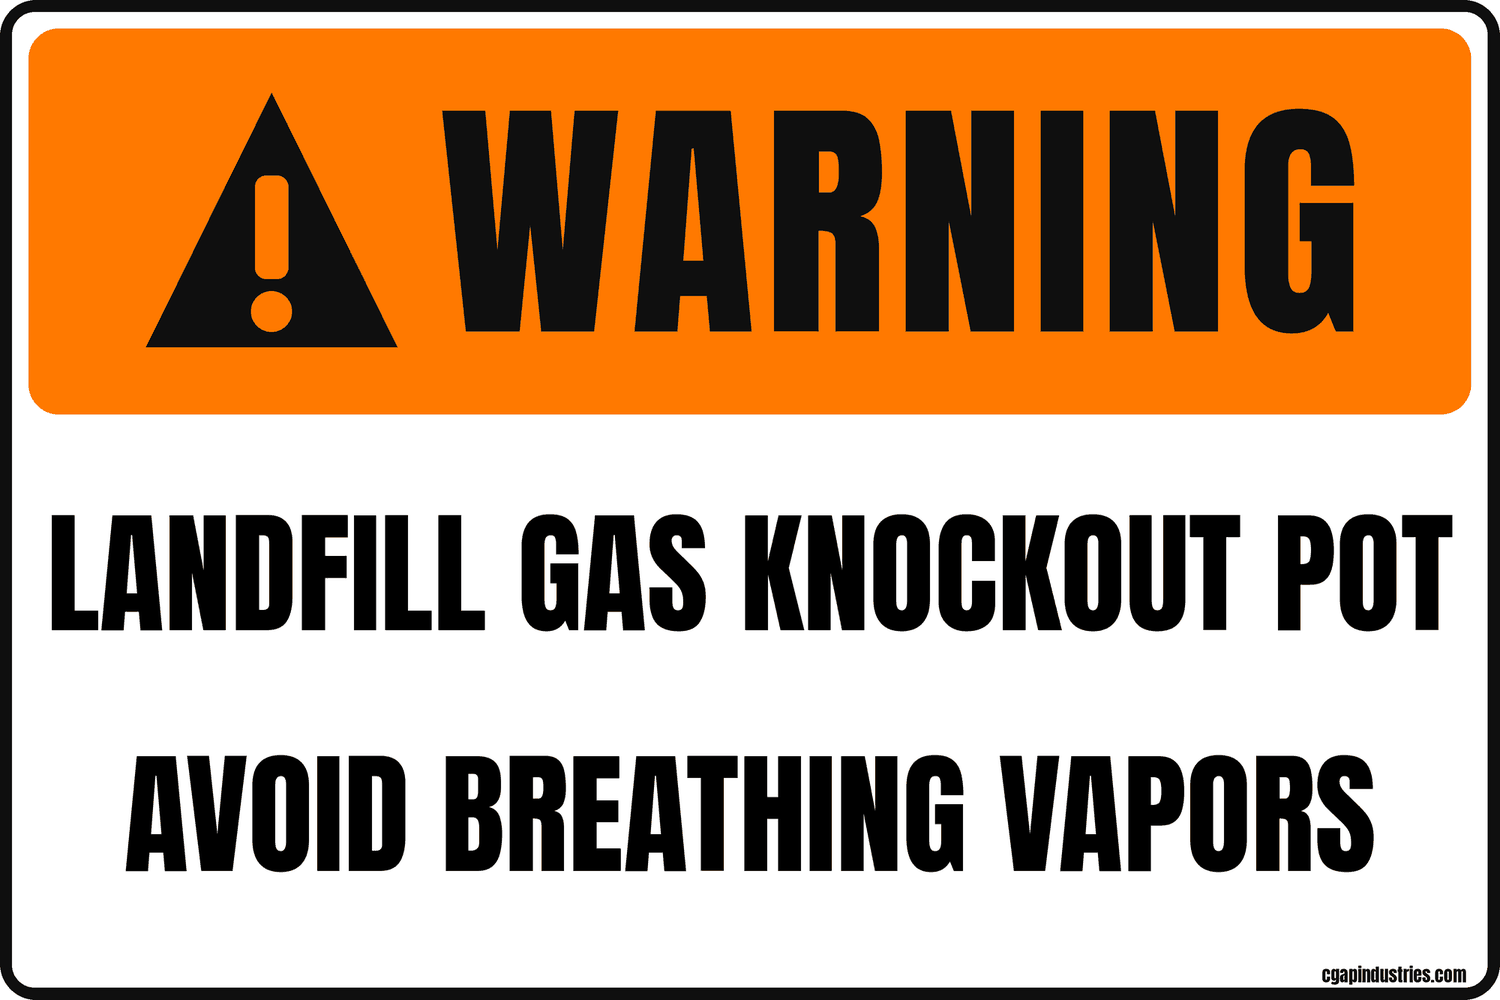 WARNING
LANDFILL GAS KNOCKOUT POT
AVOID BREATHING VAPORS
cgapindustries.com